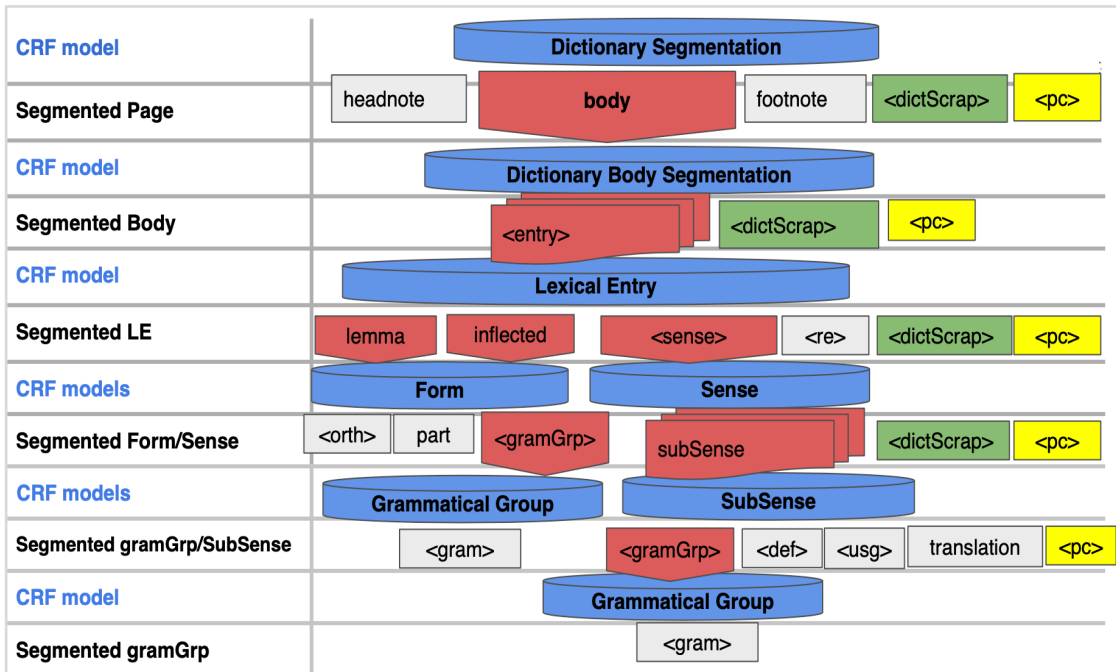 CRF model
Dictionary Segmentation
Segmented Page
headnote
body
footnote
<dictScrap>
<pc>
CRF model
Dictionary Body Segmentation
Segmented Body
<entry>
<dictScrap>
<pc>
CRF model
Lexical Entry
Segmented LE
lemma
inflected
<sense>
<re>
<dictScrap>
<pc>
CRF models
Form
Sense
Segmented Form/Sense
<orth>
part
<gramGrp>
subSense
<dictScrap>
<pc>
CRF models
Grammatical Group
SubSense
Segmented gramGrp/SubSense
<gram>
<gramGrp>
<def>
<usg>
translation
<pc>
CRF model
Grammatical Group
Segmented gramGrp
<gram>